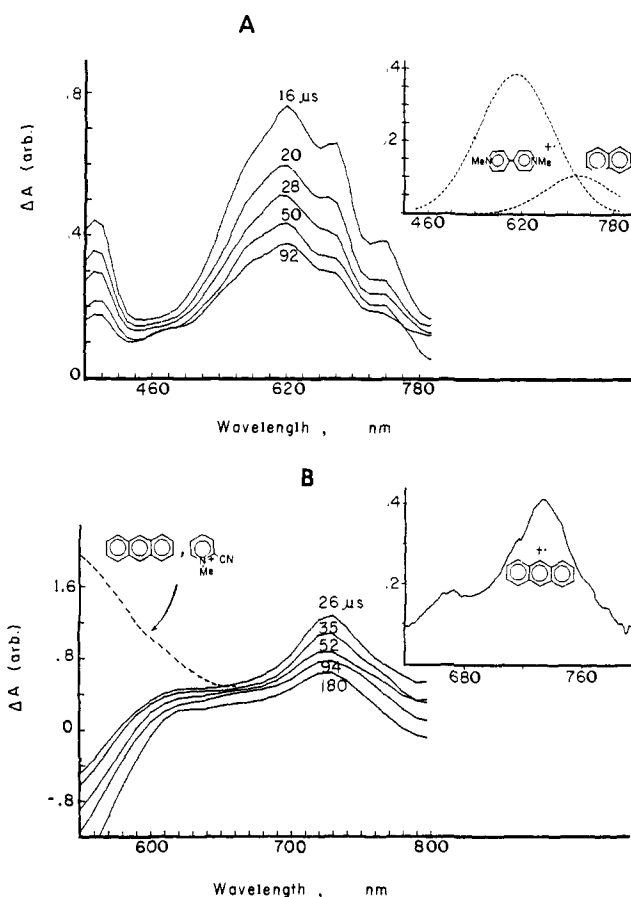 A
ΔA (arb.)
.8
.4
0
16 μs
20
28
50
92
460
620
780
Wavelength , nm
.4
.2
MeN
NMe
+·
460
620
780
B
ΔA (arb.)
1.6
.8
0
-.8
, N+ CN
Me
26 μs
35
52
94
180
600
700
800
Wavelength , nm
.4
.2
+·
680
760